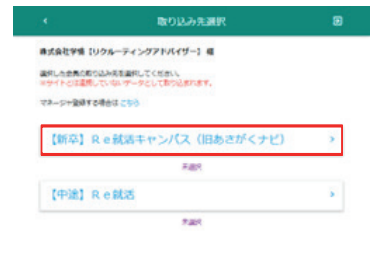 取り込み先選択
株式会社学情【リクルーティングアドバイザー】様
選択した会員の取り込み先を選択してください。
※サイトとは連携していないデータとして取り込まれます。
マネージャ登録する場合はこちら
【新卒】Re就活キャンパス（旧あさがくナビ）
未選択
【中途】Re就活
未選択